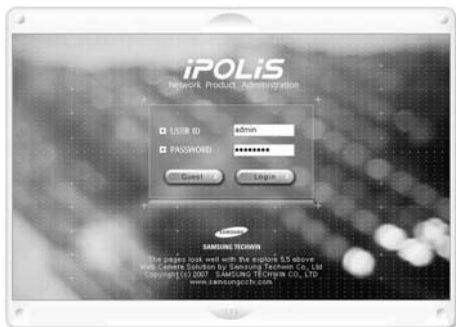 iPOLiS
Network Product Administration
USER ID admin
PASSWORD ••••••••
Guest Login
SAMSUNG
SAMSUNG TECHWIN
The pages look well with the explore 5,5 above
Web Camera Solution by Samsung Techwin Co,, Ltd
Copyright(c) 2007 SAMSUNG TECHWIN CO,, LTD
www.samsungcctv.com